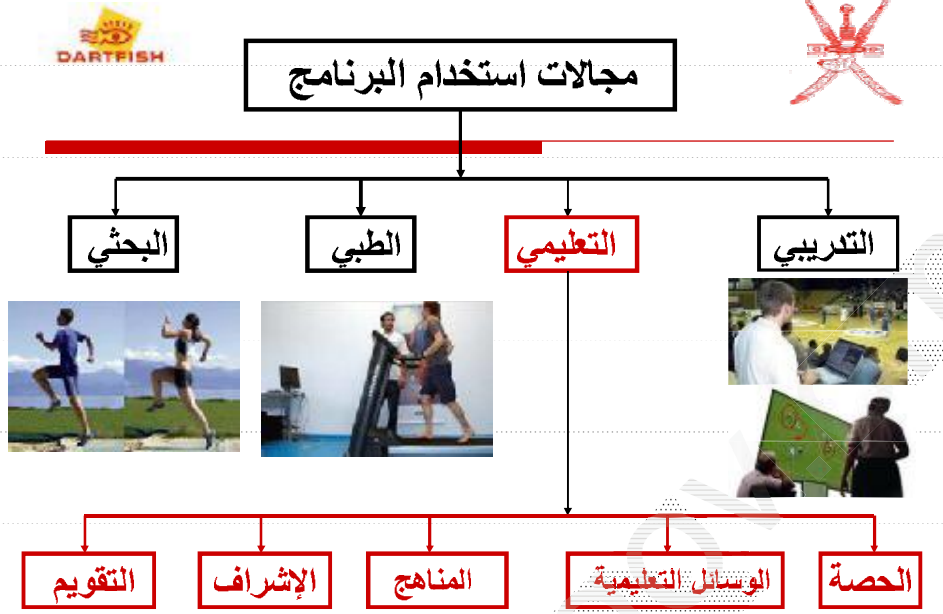 DARTFISH
مجالات استخدام البرنامج
التدريبي
التعليمي
الطبي
البحثي
الحصة
الوسائل التعليمية
المناهج
الإشراف
التقويم